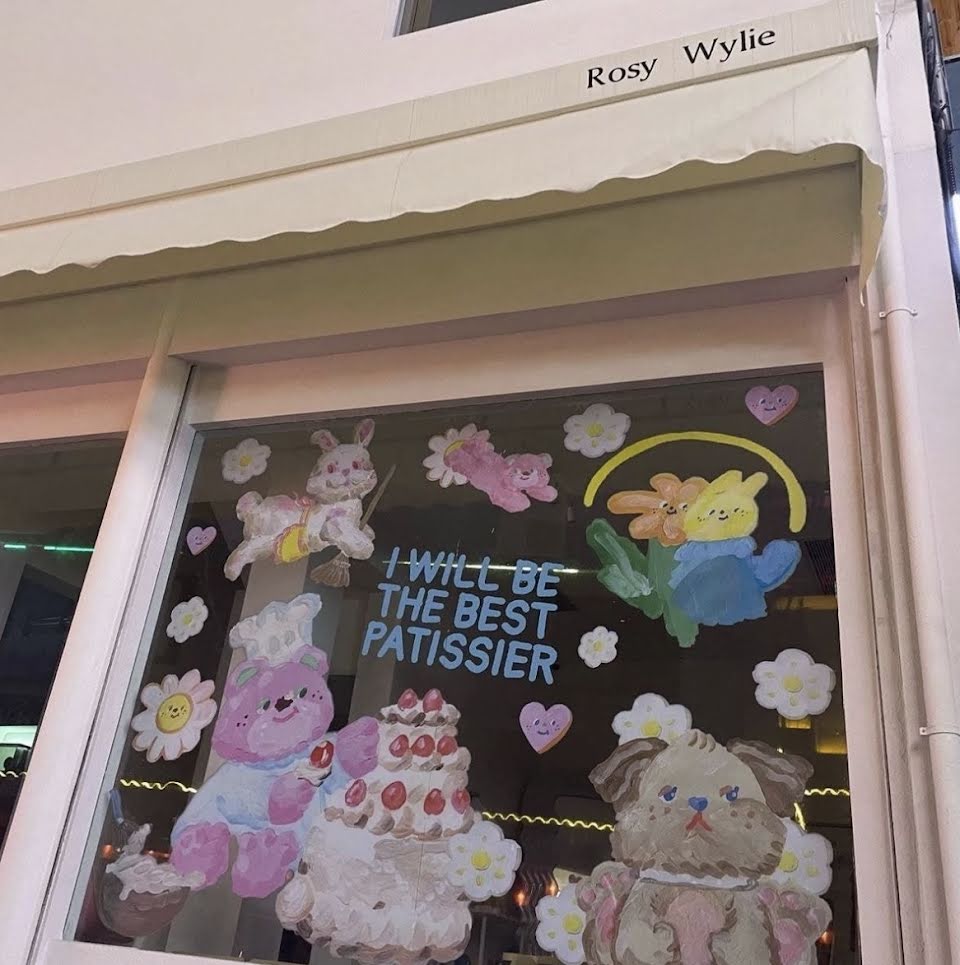 Rosy Wylie
I WILL BE
THE BEST
PATISSIER